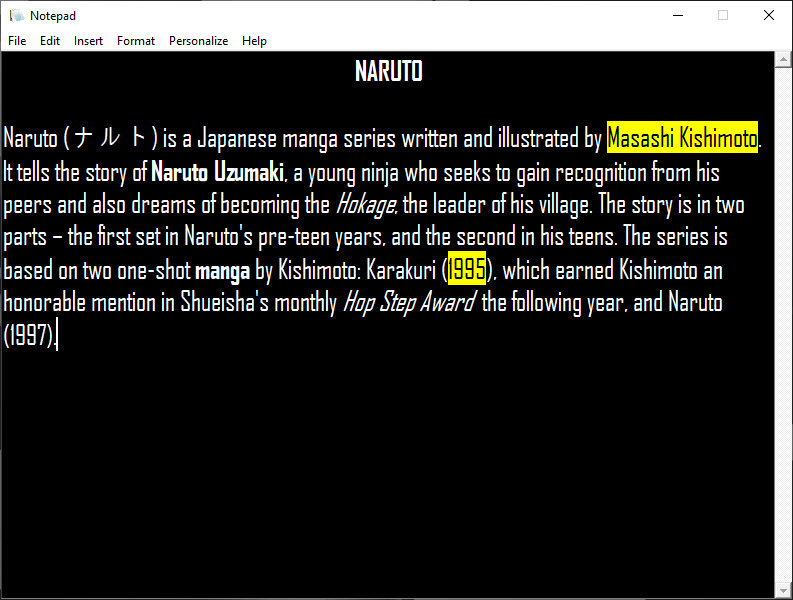 Notepad
File Edit Insert Format Personalize Help
NARUTO
Naruto (ナルト) is a Japanese manga series written and illustrated by Masashi Kishimoto.
It tells the story of Naruto Uzumaki, a young ninja who seeks to gain recognition from his
peers and also dreams of becoming the Hokage, the leader of his village. The story is in two
parts – the first set in Naruto's pre-teen years, and the second in his teens. The series is
based on two one-shot manga by Kishimoto: Karakuri (1995), which earned Kishimoto an
honorable mention in Shueisha's monthly Hop Step Award the following year, and Naruto
(1997).